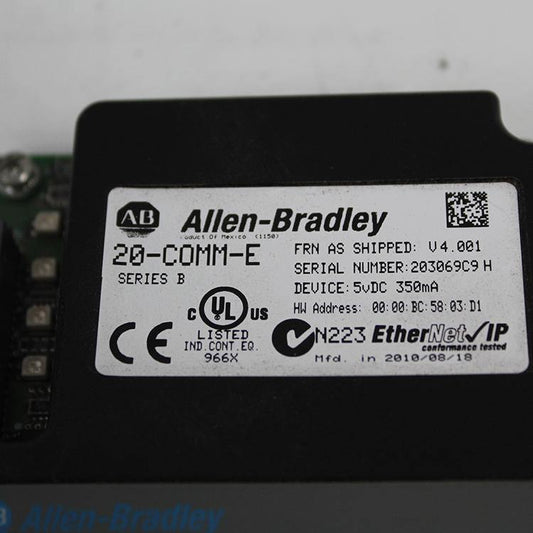 AB Allen-Bradley
Product Of Mexico (1150)
20-COMM-E
SERIES B
FRN AS SHIPPED: V4.001
SERIAL NUMBER: 203069C9 H
DEVICE: 5vDC 350mA
HW Address: 00:00:BC:58:03:D1
C UL US
LISTED
IND.CONT.EQ.
966X
CE
N223 EtherNet/IP
conformance tested
Mfd. in 2010/08/18
AB Allen-Bradley